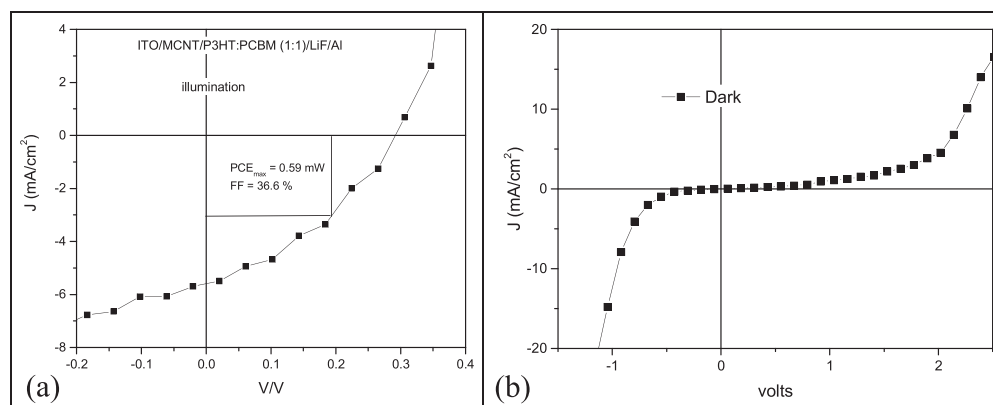 ITO/MCNT/P3HT:PCBM (1:1)/LiF/Al
illumination
PCEmax = 0.59 mW
FF = 36.6 %
J (mA/cm²)
4
2
0
-2
-4
-6
-8
-0.2
-0.1
0.0
0.1
0.2
0.3
0.4
V/V
(a)
Dark
J (mA/cm²)
20
10
0
-10
-20
-1
0
1
2
volts
(b)